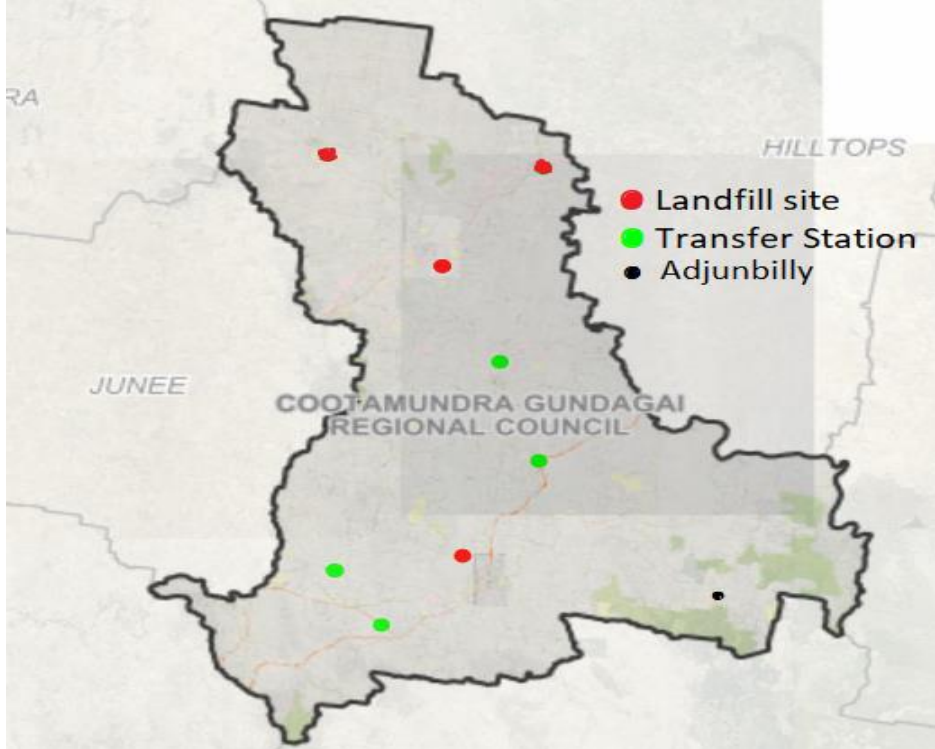 RA
HILLTOPS
Landfill site
Transfer Station
Adjunbilly
JUNEE
COOTAMUNDRA GUNDAGAI
REGIONAL COUNCIL